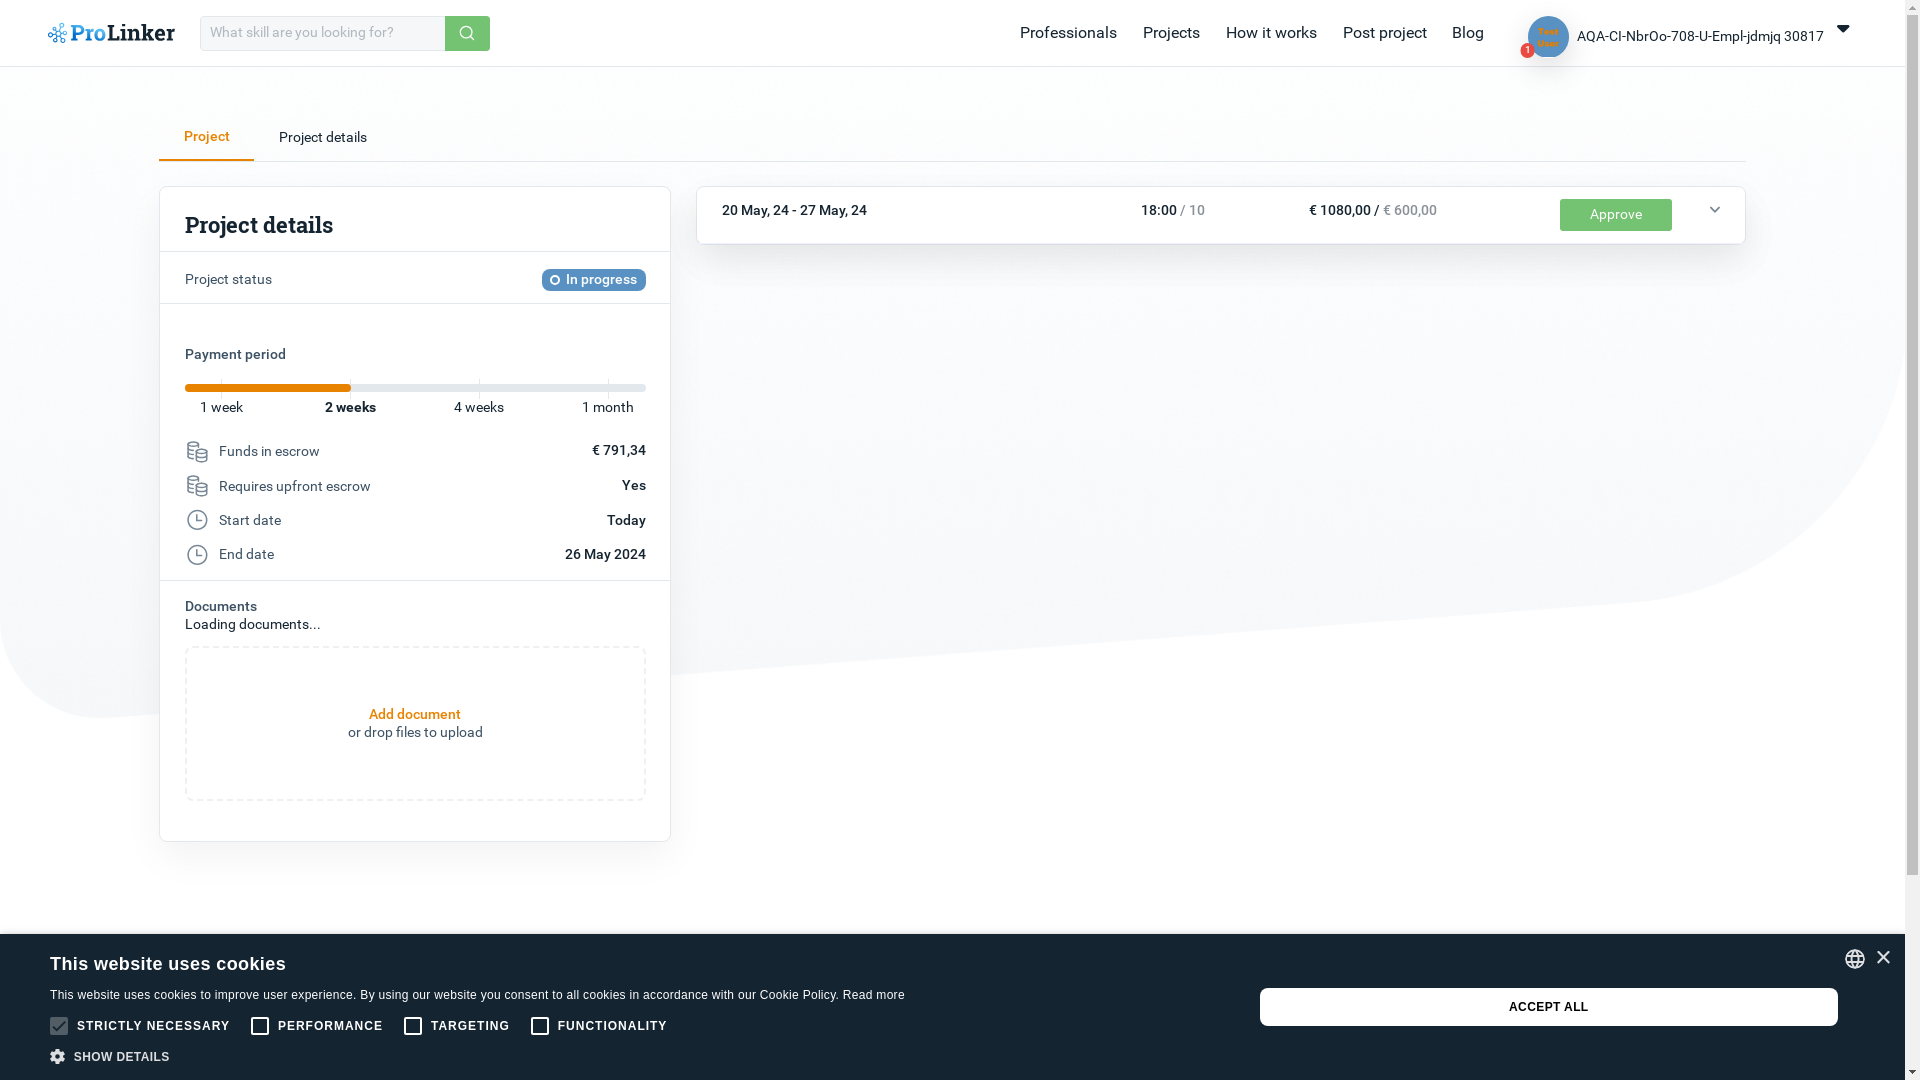 ProLinker
What skill are you looking for?
Professionals
Projects
How it works
Post project
Blog
Test User
1
AQA-CI-NbrOo-708-U-Empl-jdmjq 30817
Project
Project details
Project details
Project status
In progress
Payment period
1 week
2 weeks
4 weeks
1 month
Funds in escrow
€ 791,34
Requires upfront escrow
Yes
Start date
Today
End date
26 May 2024
Documents
Loading documents...
Add document
or drop files to upload
20 May, 24 - 27 May, 24
18:00 / 10
€ 1080,00 / € 600,00
Approve
This website uses cookies
This website uses cookies to improve user experience. By using our website you consent to all cookies in accordance with our Cookie Policy. Read more
STRICTLY NECESSARY
PERFORMANCE
TARGETING
FUNCTIONALITY
SHOW DETAILS
ACCEPT ALL